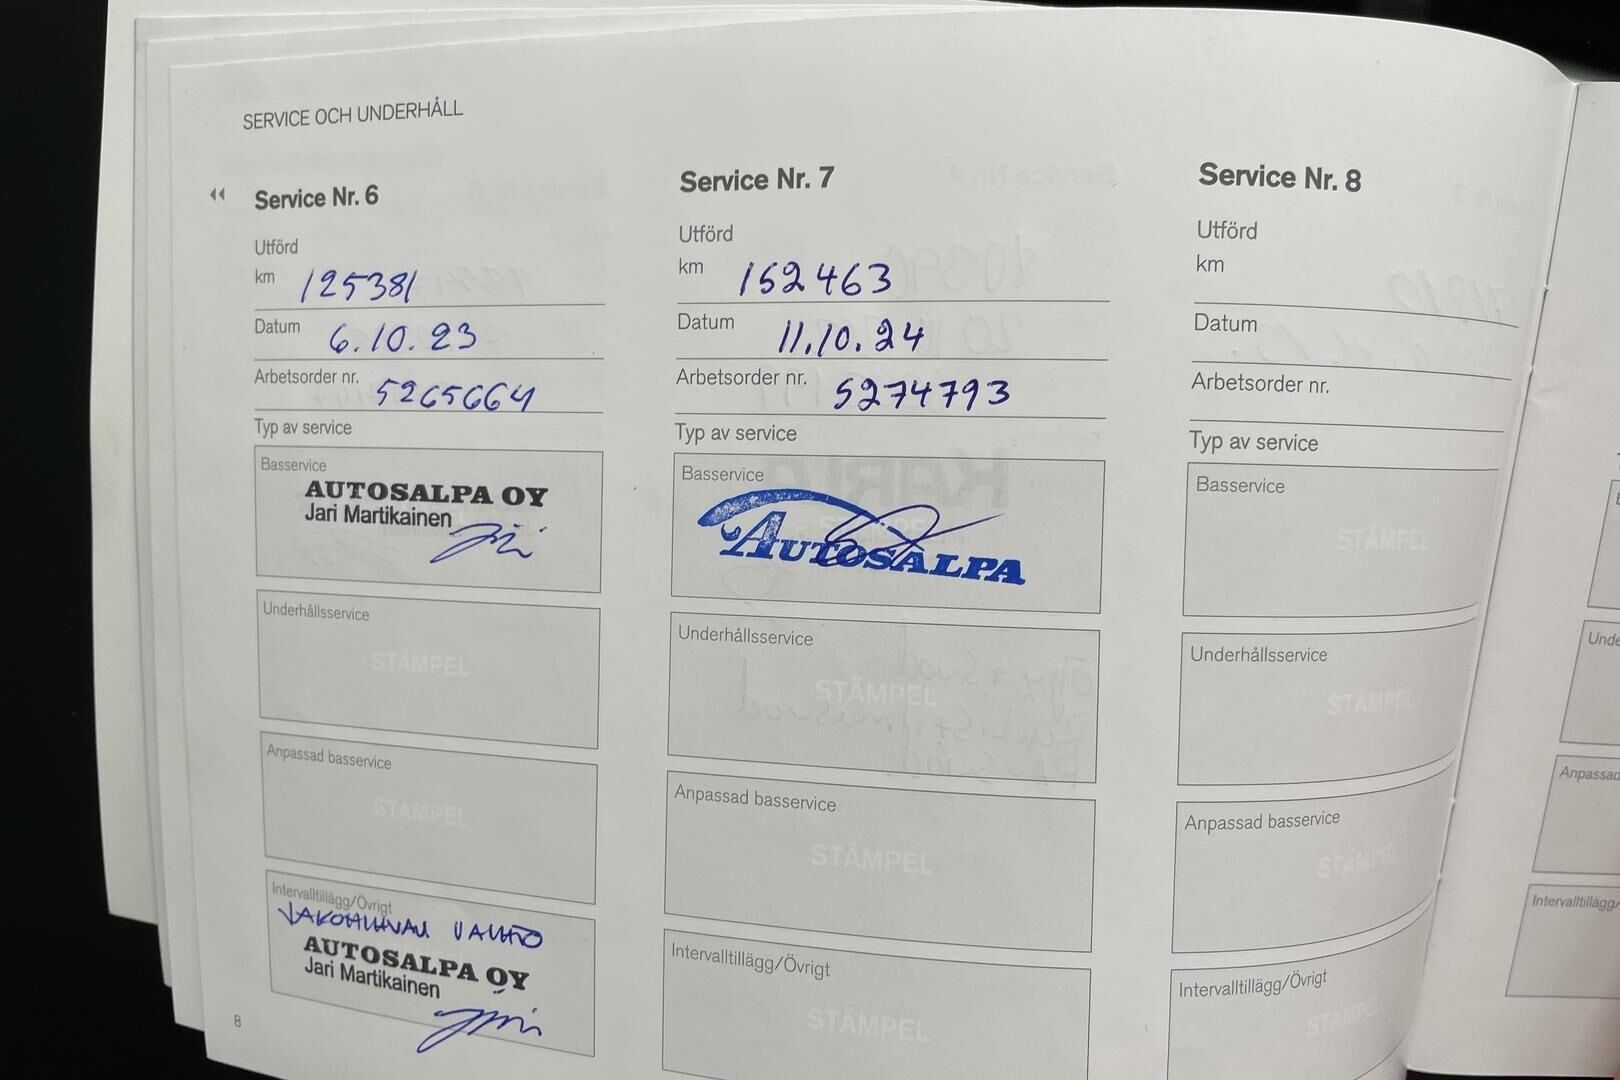 SERVICE OCH UNDERHÅLL
Service Nr. 6
Utförd
km 125381
Datum 6.10.23
Arbetsorder nr. 5265664
Typ av service
Basservice
AUTOSALPA OY
Jari Martikainen
Underhållsservice
STÄMPEL
Anpassad basservice
STÄMPEL
Intervalltillägg/Övrigt
JAKOHIHNAN VAIHTO
AUTOSALPA OY
Jari Martikainen
8
Service Nr. 7
Utförd
km 152463
Datum 11.10.24
Arbetsorder nr. 5274793
Typ av service
Basservice
AUTOSALPA
Underhållsservice
STÄMPEL
Anpassad basservice
STÄMPEL
Intervalltillägg/Övrigt
STÄMPEL
Service Nr. 8
Utförd
km
Datum
Arbetsorder nr.
Typ av service
Basservice
STÄMPEL
Underhållsservice
STÄMPEL
Anpassad basservice
STÄMPEL
Intervalltillägg/Övrigt
STÄMPEL
Unde
Anpassad
Intervalltillägg/